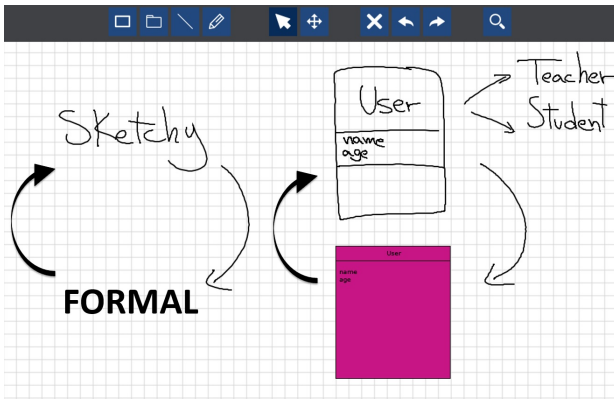 Sketchy
FORMAL
User
name
age
Teacher
Student
User
name
age